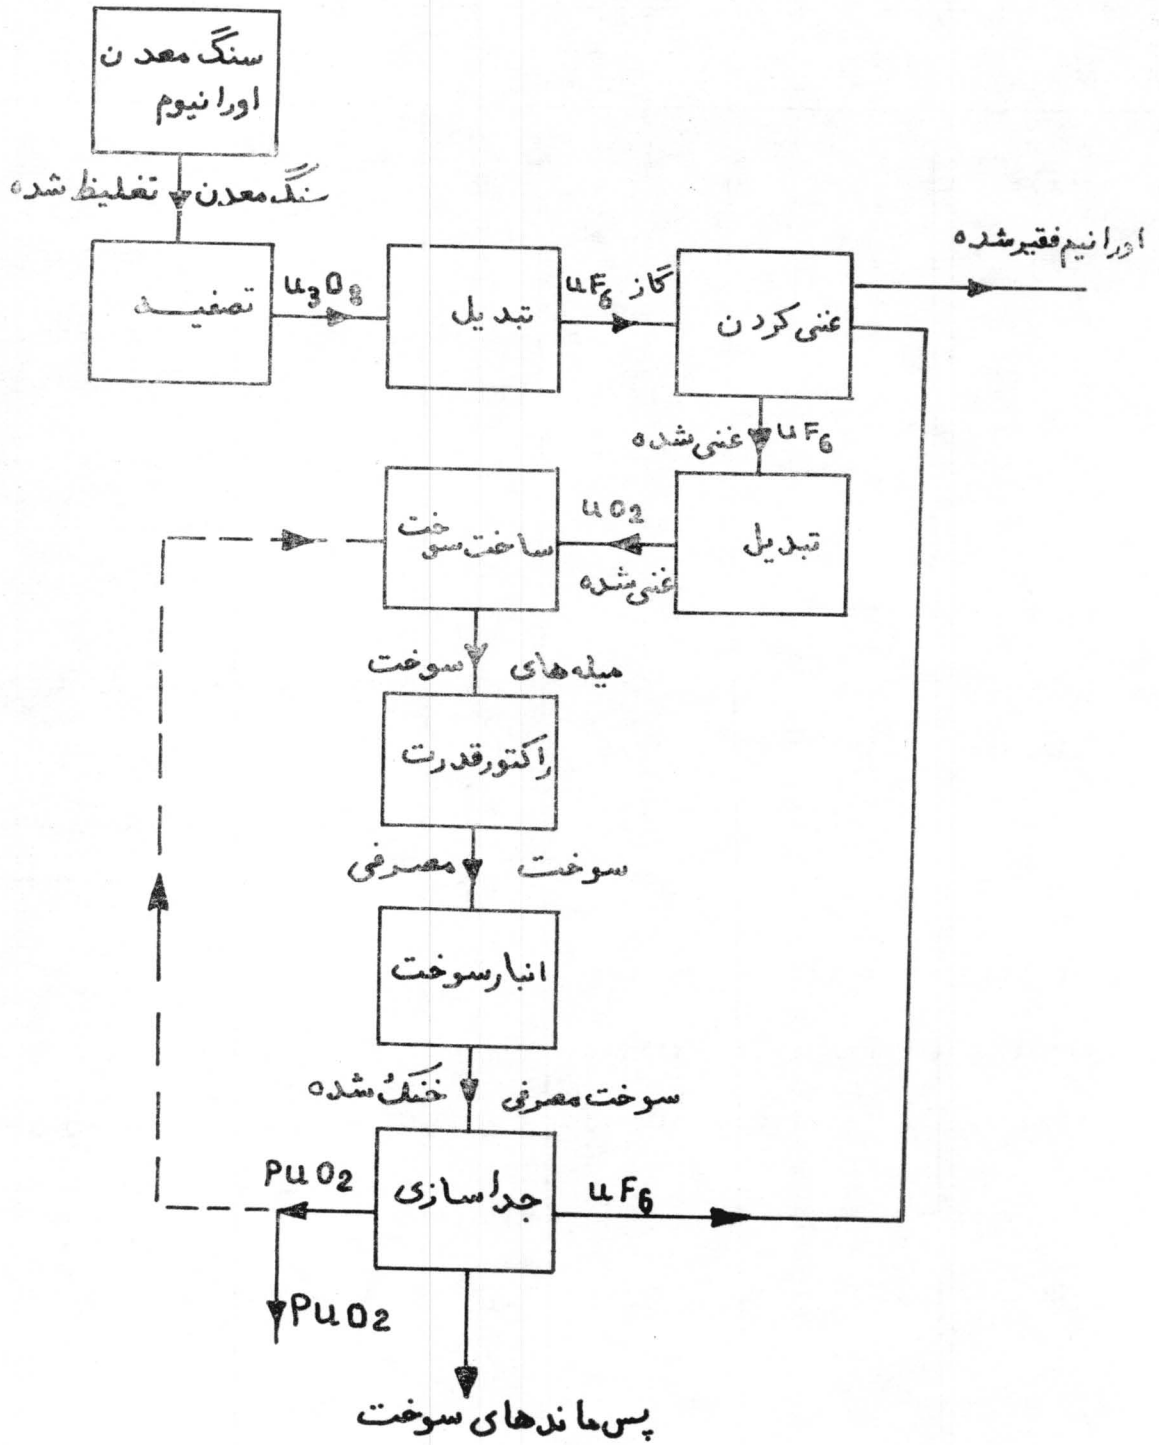 سنگ معدن
اورانیوم
سنگ معدن تغلیظ شده
تصفیه
U3O8
تبدیل
گاز UF6
غنی کردن
اورانیم فقیر شده
UF6 غنی شده
تبدیل
UO2
غنی شده
ساخت سوخت
میله های سوخت
راکتور قدرت
سوخت مصرفی
انبار سوخت
سوخت مصرفی خنک شده
جداسازی
UF6
PUO2
PUO2
پس ماندهای سوخت